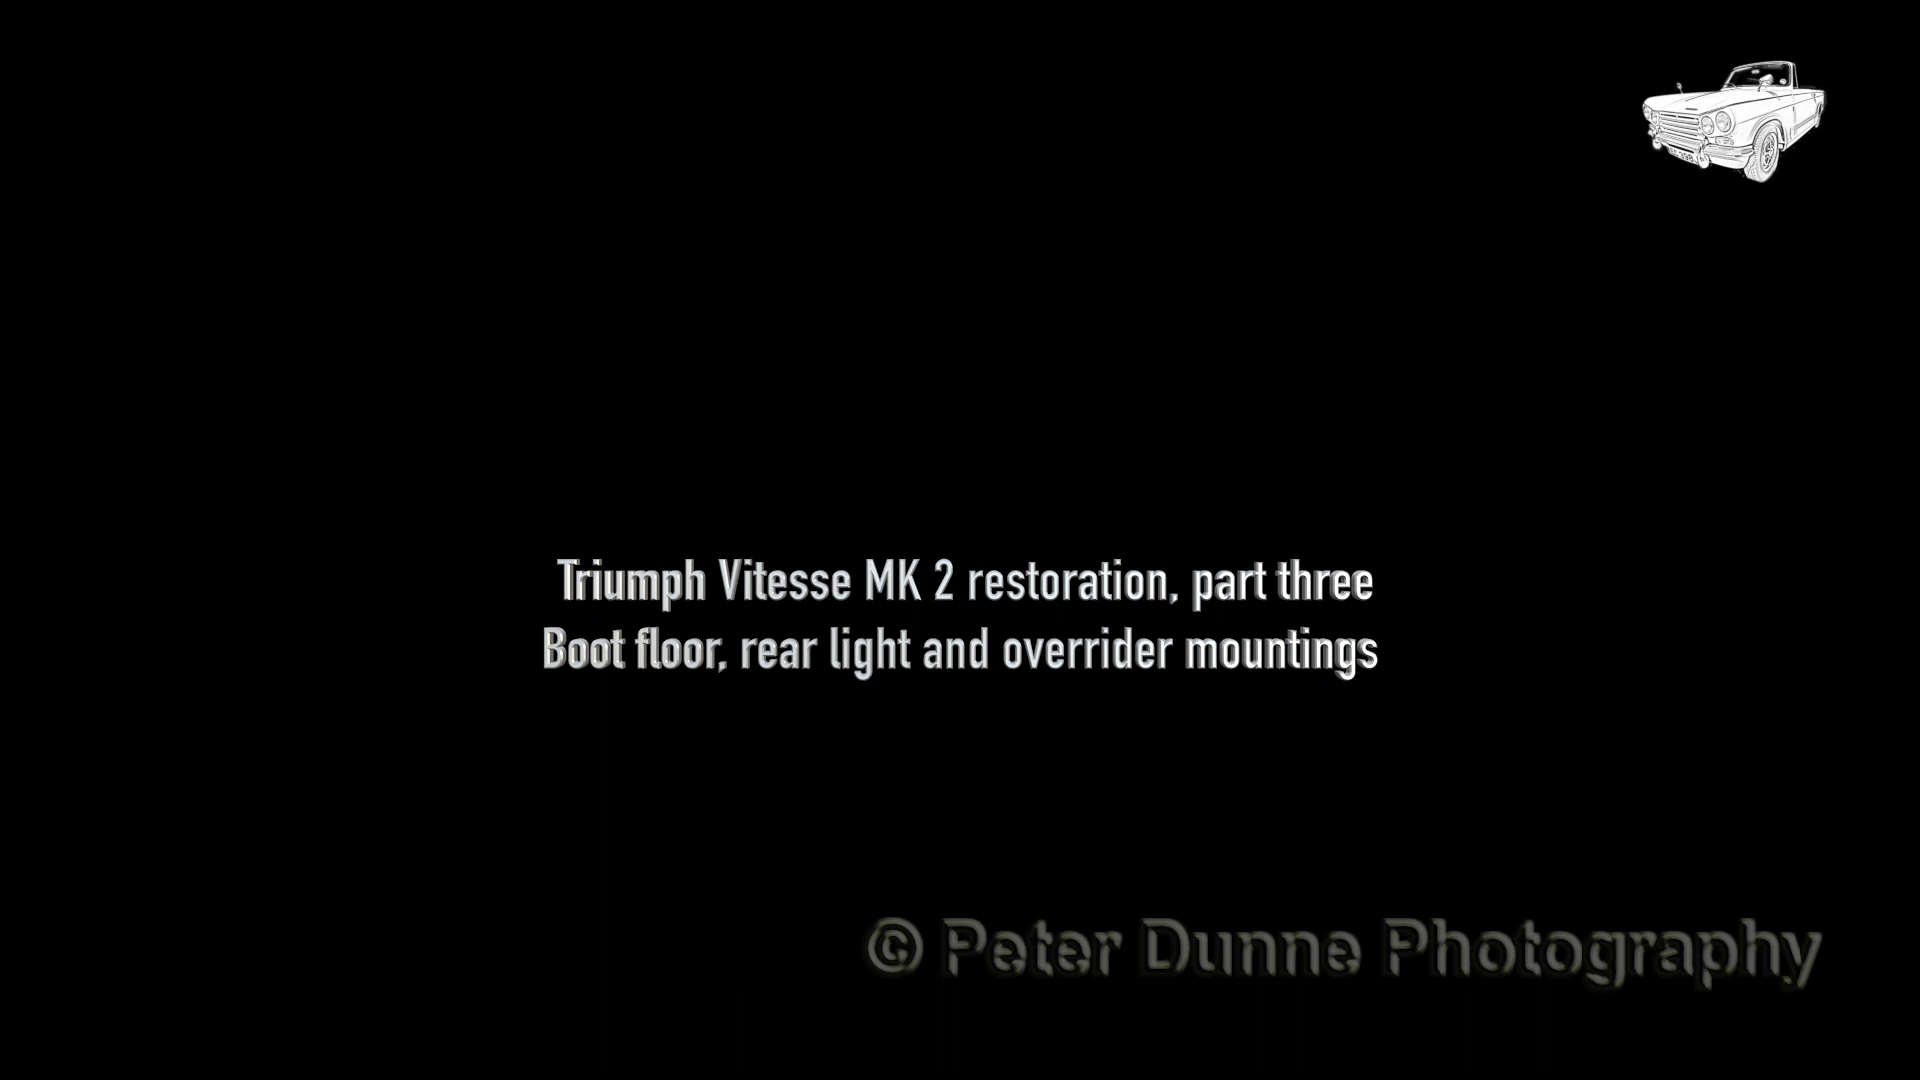 Triumph Vitesse MK 2 restoration, part three
Boot floor, rear light and overrider mountings
© Peter Dunne Photography